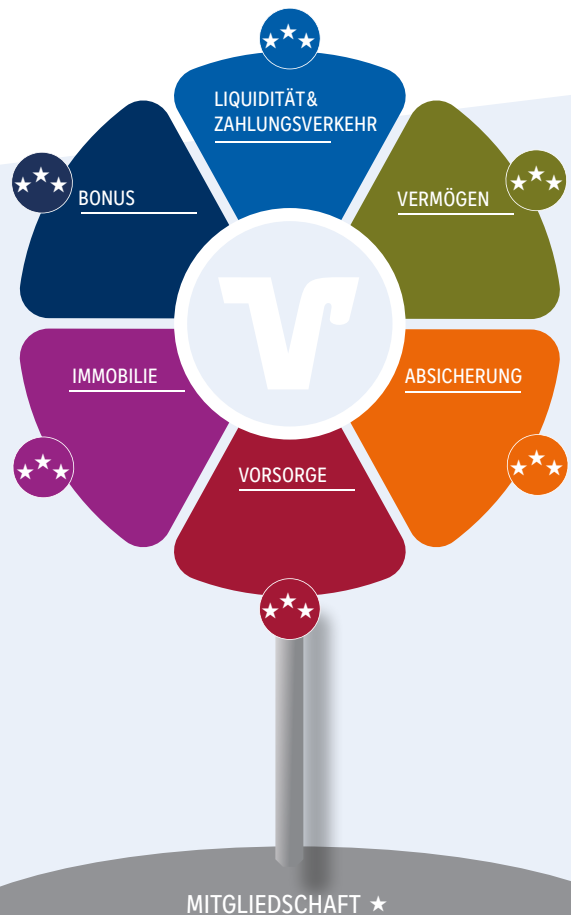 LIQUIDITÄT &
ZAHLUNGSVERKEHR
BONUS
VERMÖGEN
IMMOBILIE
ABSICHERUNG
VORSORGE
MITGLIEDSCHAFT ★